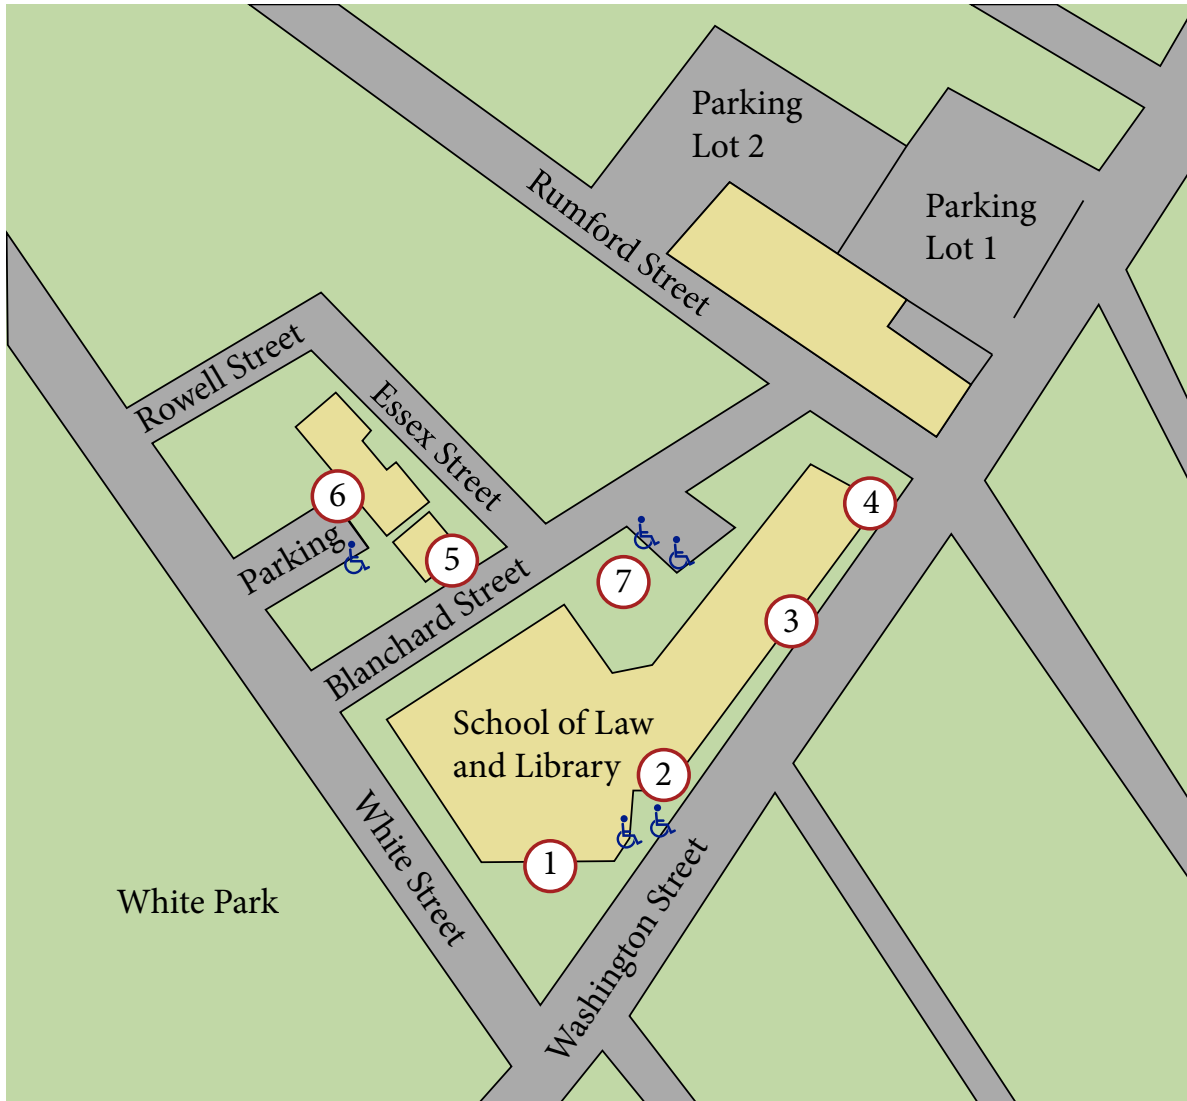 Parking
Lot 2
Rumford Street
Parking
Lot 1
Rowell Street
Essex Street
6
4
Parking
5
7
Blanchard Street
3
School of Law
and Library
2
White Street
1
Washington Street
White Park